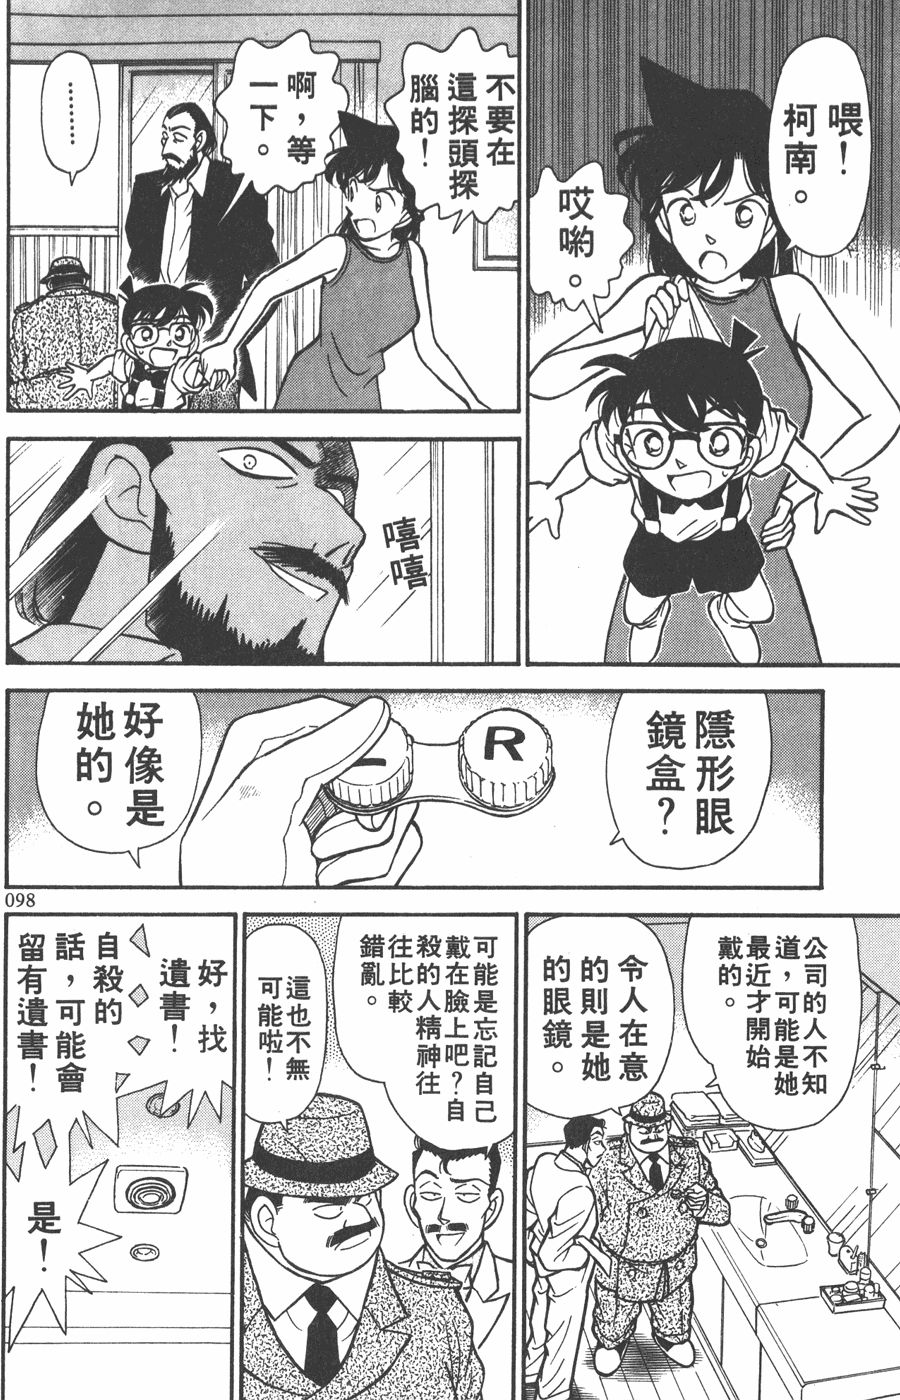 喂！
柯南。
哎喲。
不要在
這探頭探
腦的！
啊，等
一下。
………
嘻嘻
隱形眼
鏡盒？
好像是
她的。
098
公司的人不知
道，可能是她
最近才開始
戴的。
令人在意
的則是她
的眼鏡。
可能是忘記自己
戴在臉上吧？自
殺的人精神往
往比較
錯亂。
這也不無
可能啦！
好，找
遺書！
自殺的
話，可能會
留有遺書！
是！
R